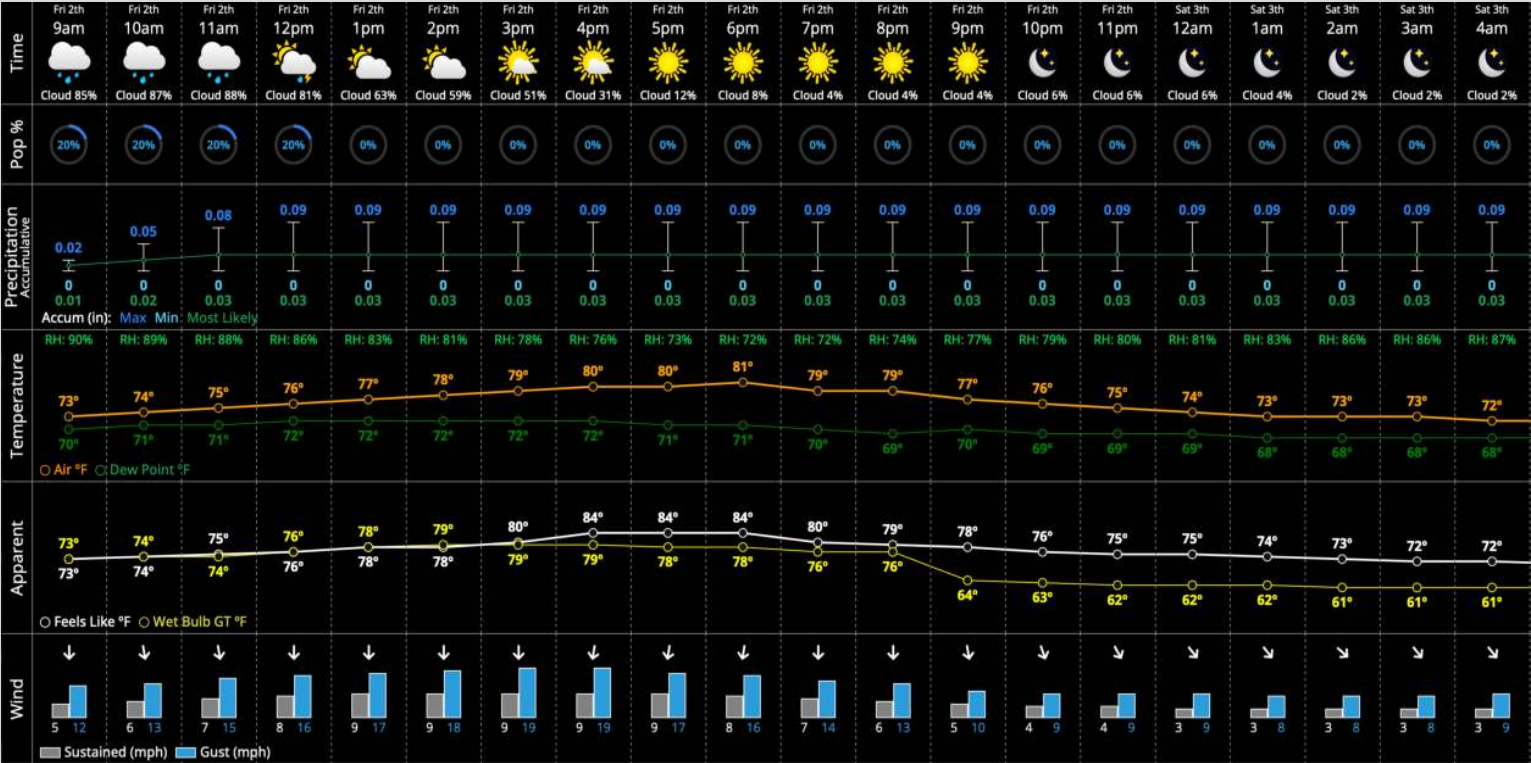 Fri 2th Fri 2th Fri 2th Fri 2th Fri 2th Fri 2th Fri 2th Fri 2th Fri 2th Fri 2th Fri 2th Fri 2th Fri 2th Fri 2th Fri 2th Sat 3th Sat 3th Sat 3th Sat 3th Sat 3th
Time 9am 10am 11am 12pm 1pm 2pm 3pm 4pm 5pm 6pm 7pm 8pm 9pm 10pm 11pm 12am 1am 2am 3am 4am
Cloud 85% Cloud 87% Cloud 88% Cloud 81% Cloud 63% Cloud 59% Cloud 51% Cloud 31% Cloud 12% Cloud 8% Cloud 4% Cloud 4% Cloud 4% Cloud 6% Cloud 6% Cloud 6% Cloud 4% Cloud 2% Cloud 2% Cloud 2%
Pop % 20% 20% 20% 20% 0% 0% 0% 0% 0% 0% 0% 0% 0% 0% 0% 0% 0% 0% 0% 0%
Precipitation
Accumulative
0.02 0.05 0.08 0.09 0.09 0.09 0.09 0.09 0.09 0.09 0.09 0.09 0.09 0.09 0.09 0.09 0.09 0.09 0.09 0.09
0 0 0 0 0 0 0 0 0 0 0 0 0 0 0 0 0 0 0 0
0.01 0.02 0.03 0.03 0.03 0.03 0.03 0.03 0.03 0.03 0.03 0.03 0.03 0.03 0.03 0.03 0.03 0.03 0.03 0.03
Accum (in): Max Min Most Likely
Temperature
RH: 90% RH: 89% RH: 88% RH: 86% RH: 83% RH: 81% RH: 78% RH: 76% RH: 73% RH: 72% RH: 72% RH: 74% RH: 77% RH: 79% RH: 80% RH: 81% RH: 83% RH: 86% RH: 86% RH: 87%
73° 74° 75° 76° 77° 78° 79° 80° 80° 81° 79° 79° 77° 76° 75° 74° 73° 73° 73° 72°
70° 71° 71° 72° 72° 72° 72° 72° 71° 71° 70° 69° 70° 69° 69° 69° 68° 68° 68° 68°
Air °F Dew Point °F
Apparent
73° 74° 75° 76° 78° 79° 80° 84° 84° 84° 80° 79° 78° 76° 75° 75° 74° 73° 72° 72°
73° 74° 74° 76° 78° 78° 79° 79° 78° 78° 76° 76° 64° 63° 62° 62° 62° 61° 61° 61°
Feels Like °F Wet Bulb GT °F
Wind
5 12 6 13 7 15 8 16 9 17 9 18 9 19 9 19 9 17 8 16 7 14 6 13 5 10 4 9 4 9 3 9 3 8 3 8 3 8 3 9
Sustained (mph) Gust (mph)